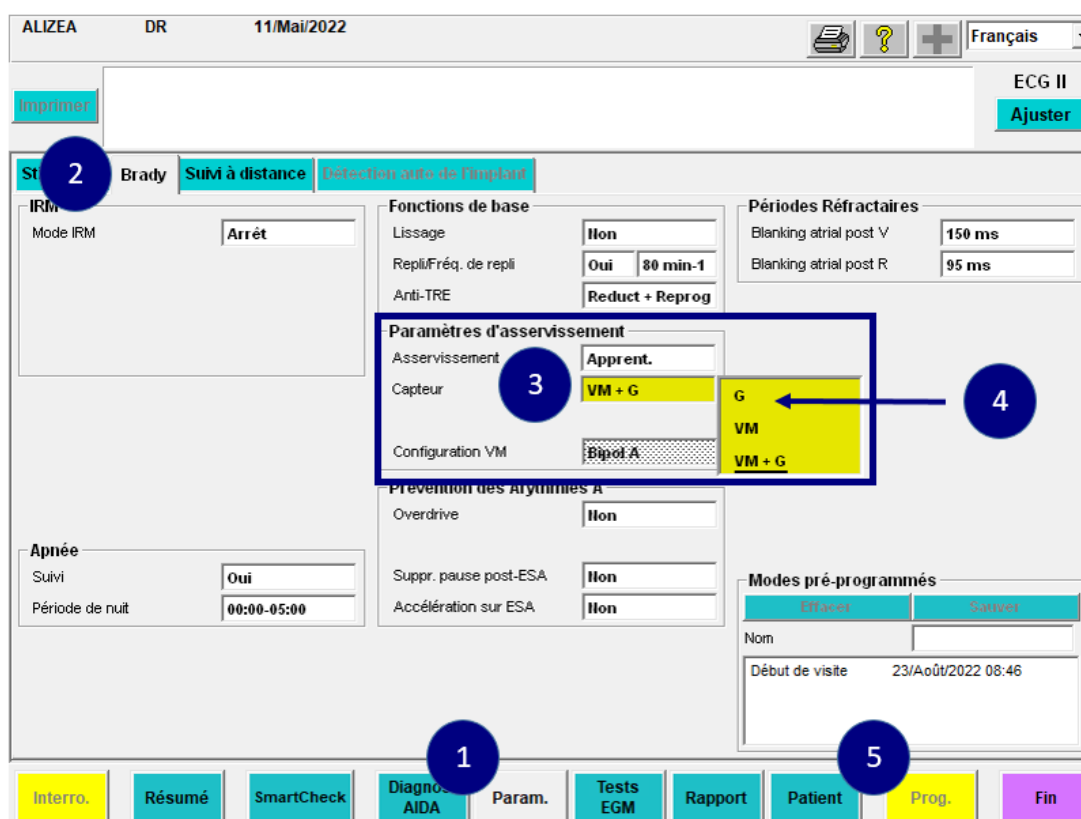 ALIZEA DR 11/Mai/2022
Français
Imprimer
ECG II
Ajuster
2 Brady Suivi à distance Détection auto de l'implant
IRM
Mode IRM Arrét
Fonctions de base
Lissage Non
Repli/Fréq. de repli Oui 80 min-1
Anti-TRE Reduct + Reprog
Périodes Réfractaires
Blanking atrial post V 150 ms
Blanking atrial post R 95 ms
Paramètres d'asservissement
Asservissement Apprent.
Capteur 3 VM + G
G
VM
VM + G
4
Configuration VM Bipol A
Prévention des Arythmies A
Overdrive Non
Suppr. pause post-ESA Non
Accélération sur ESA Non
Apnée
Suivi Oui
Période de nuit 00:00-05:00
Modes pré-programmés
Effacer Sauver
Nom
Début de visite 23/Août/2022 08:46
1
5
Interro. Résumé SmartCheck
AIDA
Param.
Tests
EGM
Rapport Patient Prog. Fin